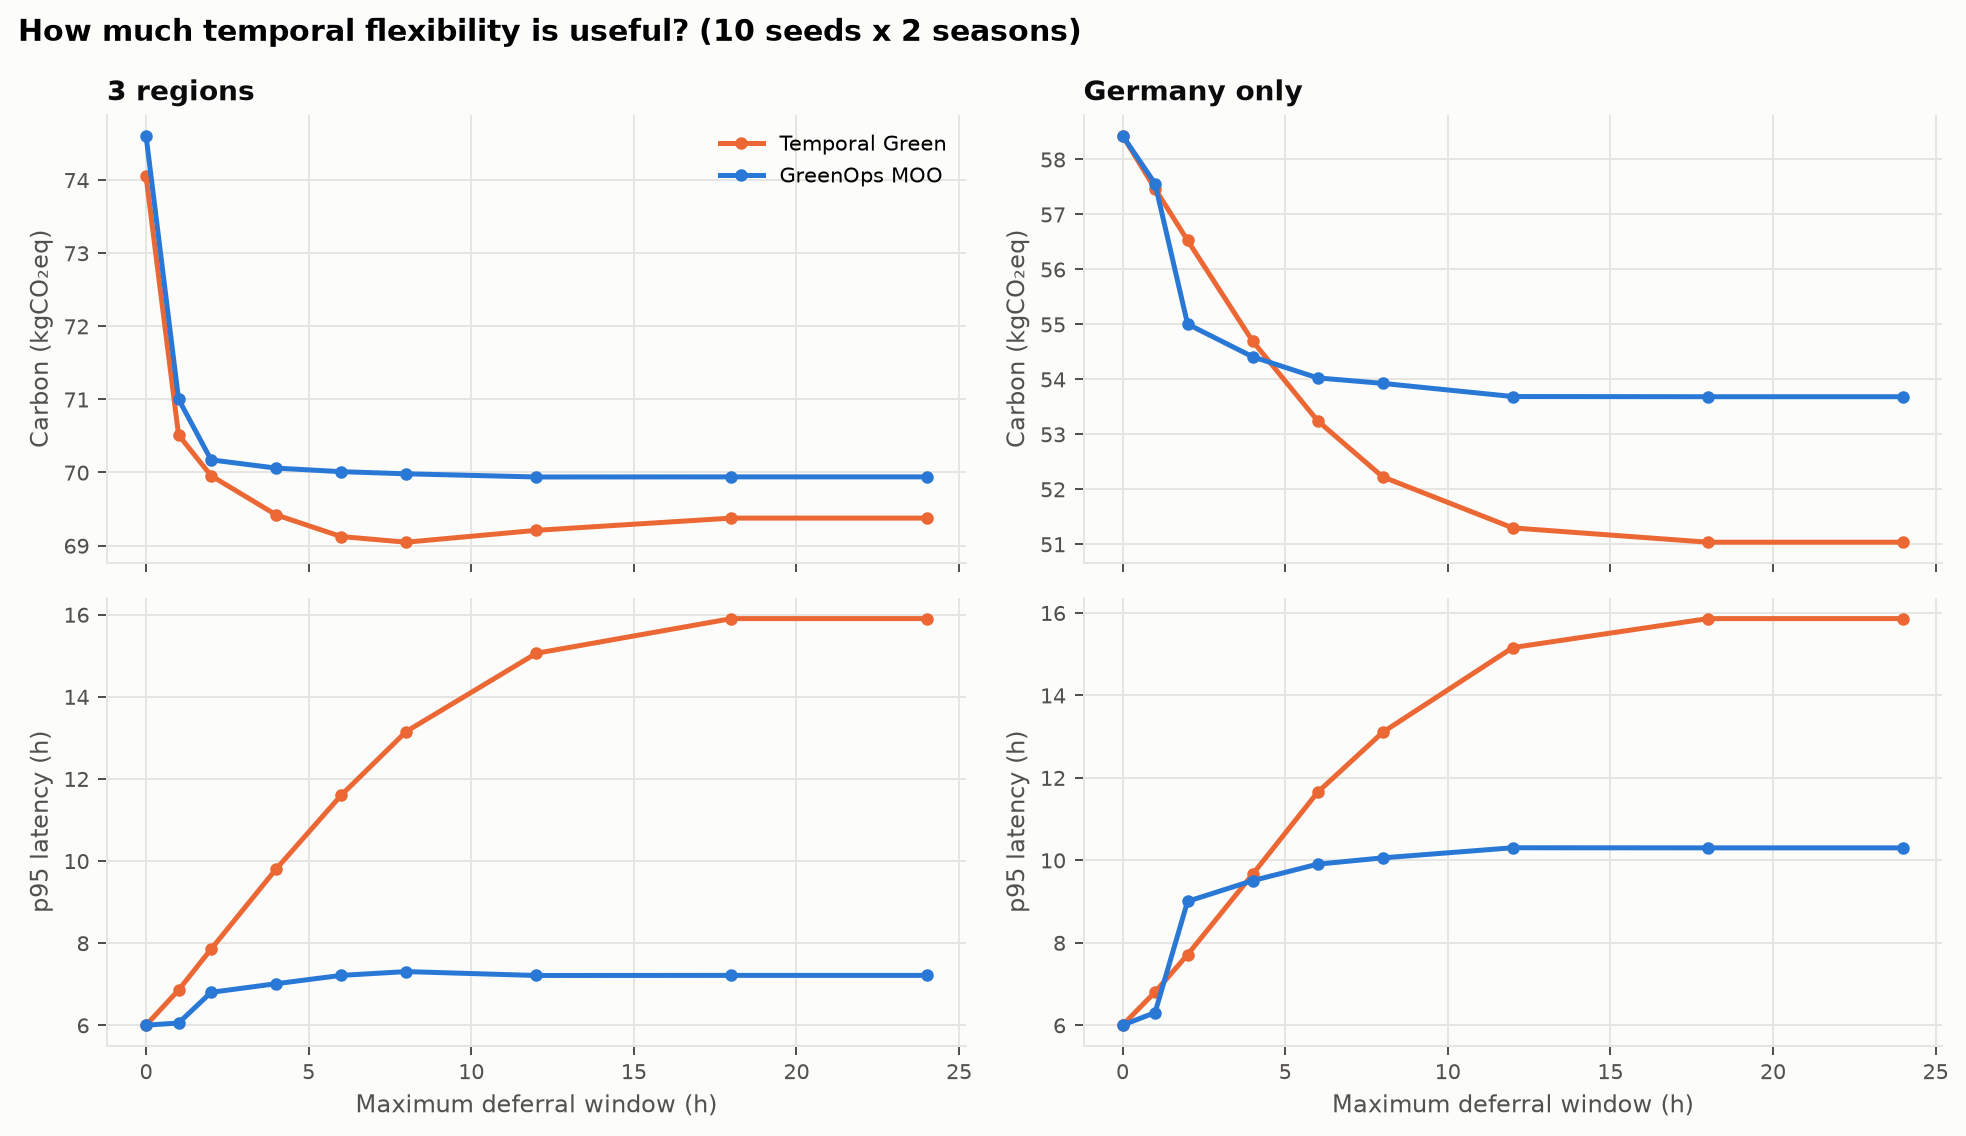 How much temporal flexibility is useful? (10 seeds x 2 seasons)
3 regions
Temporal Green
GreenOps MOO
Carbon (kgCO₂eq)
74
73
72
71
70
69
Germany only
Carbon (kgCO₂eq)
58
57
56
55
54
53
52
51
p95 latency (h)
16
14
12
10
8
6
0 5 10 15 20 25
Maximum deferral window (h)
p95 latency (h)
16
14
12
10
8
6
0 5 10 15 20 25
Maximum deferral window (h)